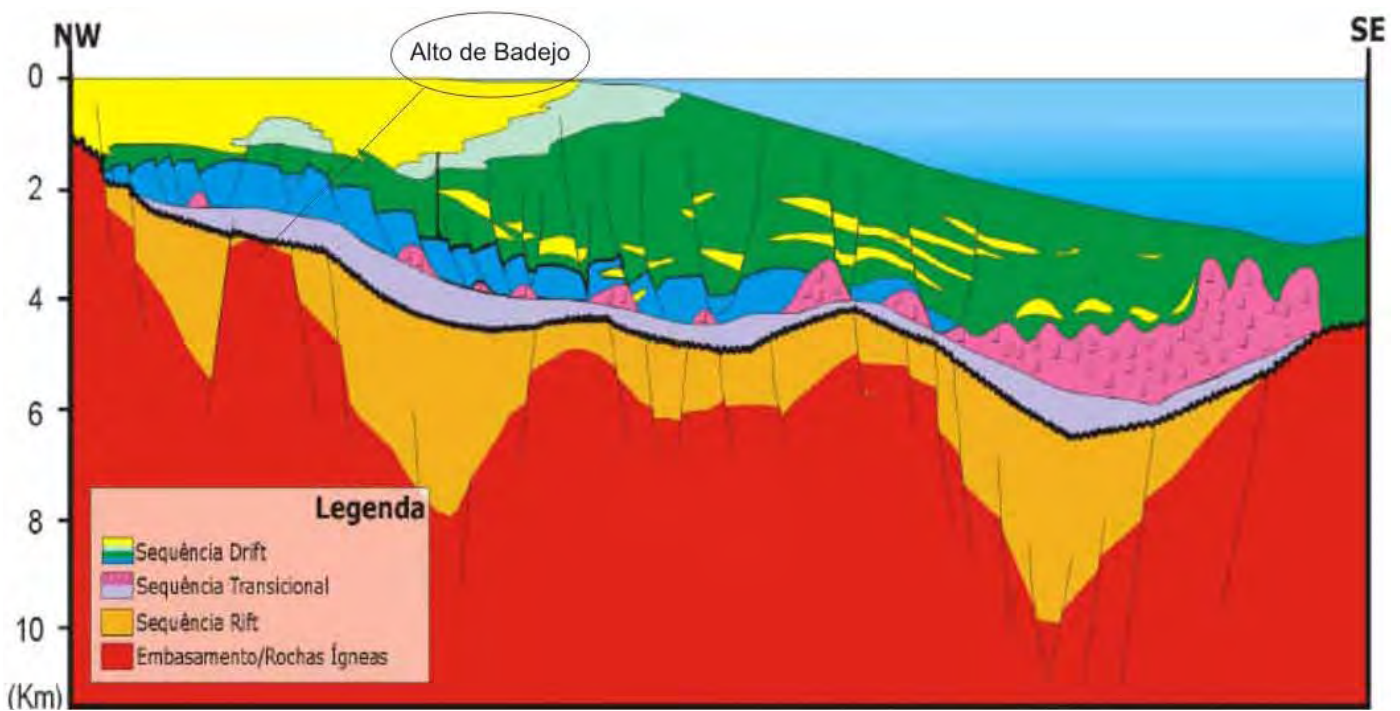 NW
SE
Alto de Badejo
0
2
4
6
8
10
(Km)
Legenda
Sequência Drift
Sequência Transicional
Sequência Rift
Embasamento/Rochas Ígneas